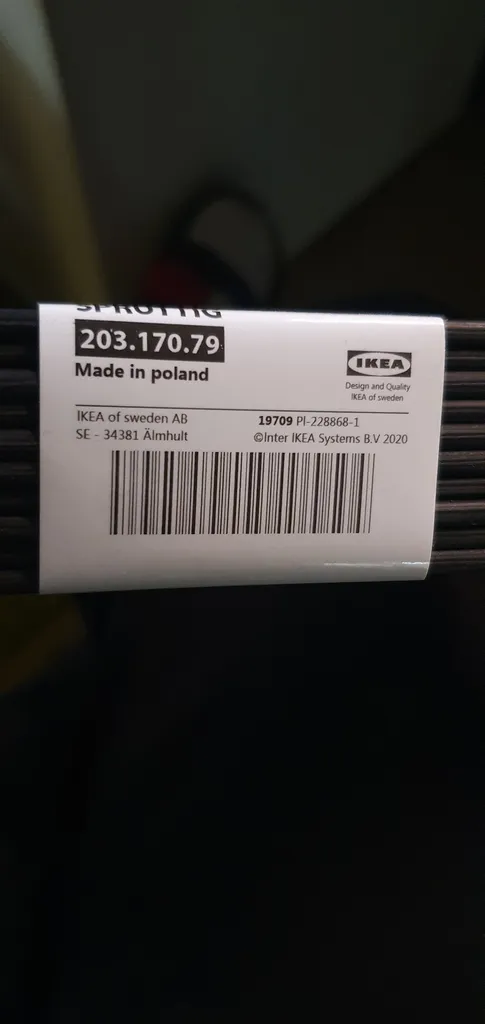 SPRUTTIG
203.170.79
Made in poland
IKEA
Design and Quality
IKEA of sweden
IKEA of sweden AB
SE - 34381 Älmhult
19709 PI-228868-1
©Inter IKEA Systems B.V 2020